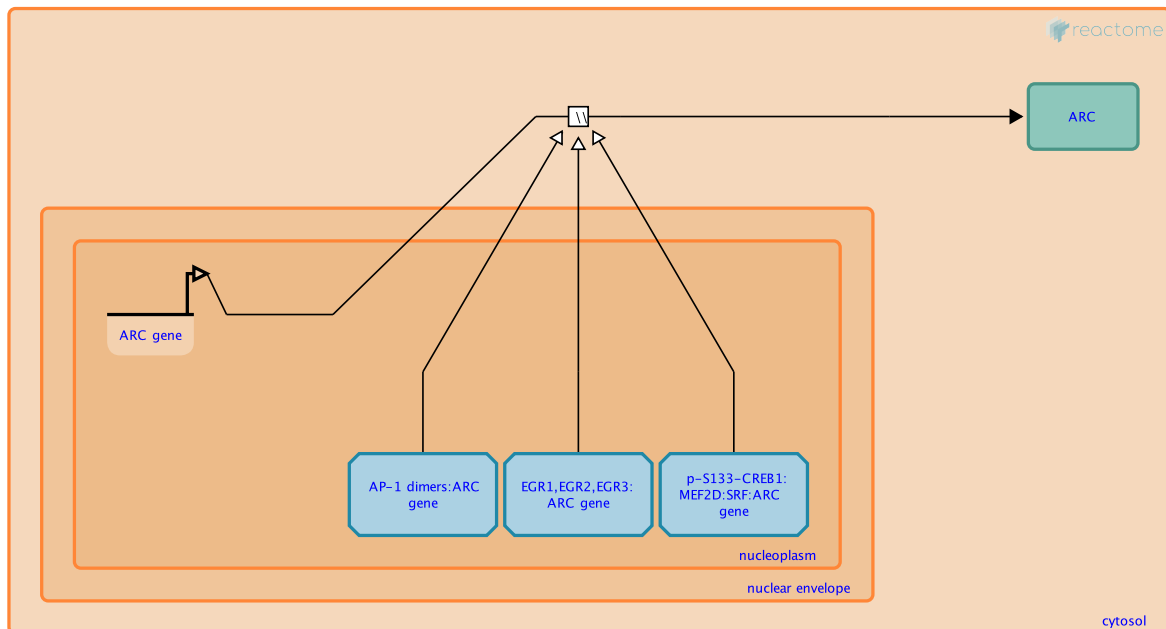 reactome
\\
ARC
ARC gene
AP-1 dimers:ARC
gene
EGR1,EGR2,EGR3:
ARC gene
p-S133-CREB1:
MEF2D:SRF:ARC
gene
nucleoplasm
nuclear envelope
cytosol